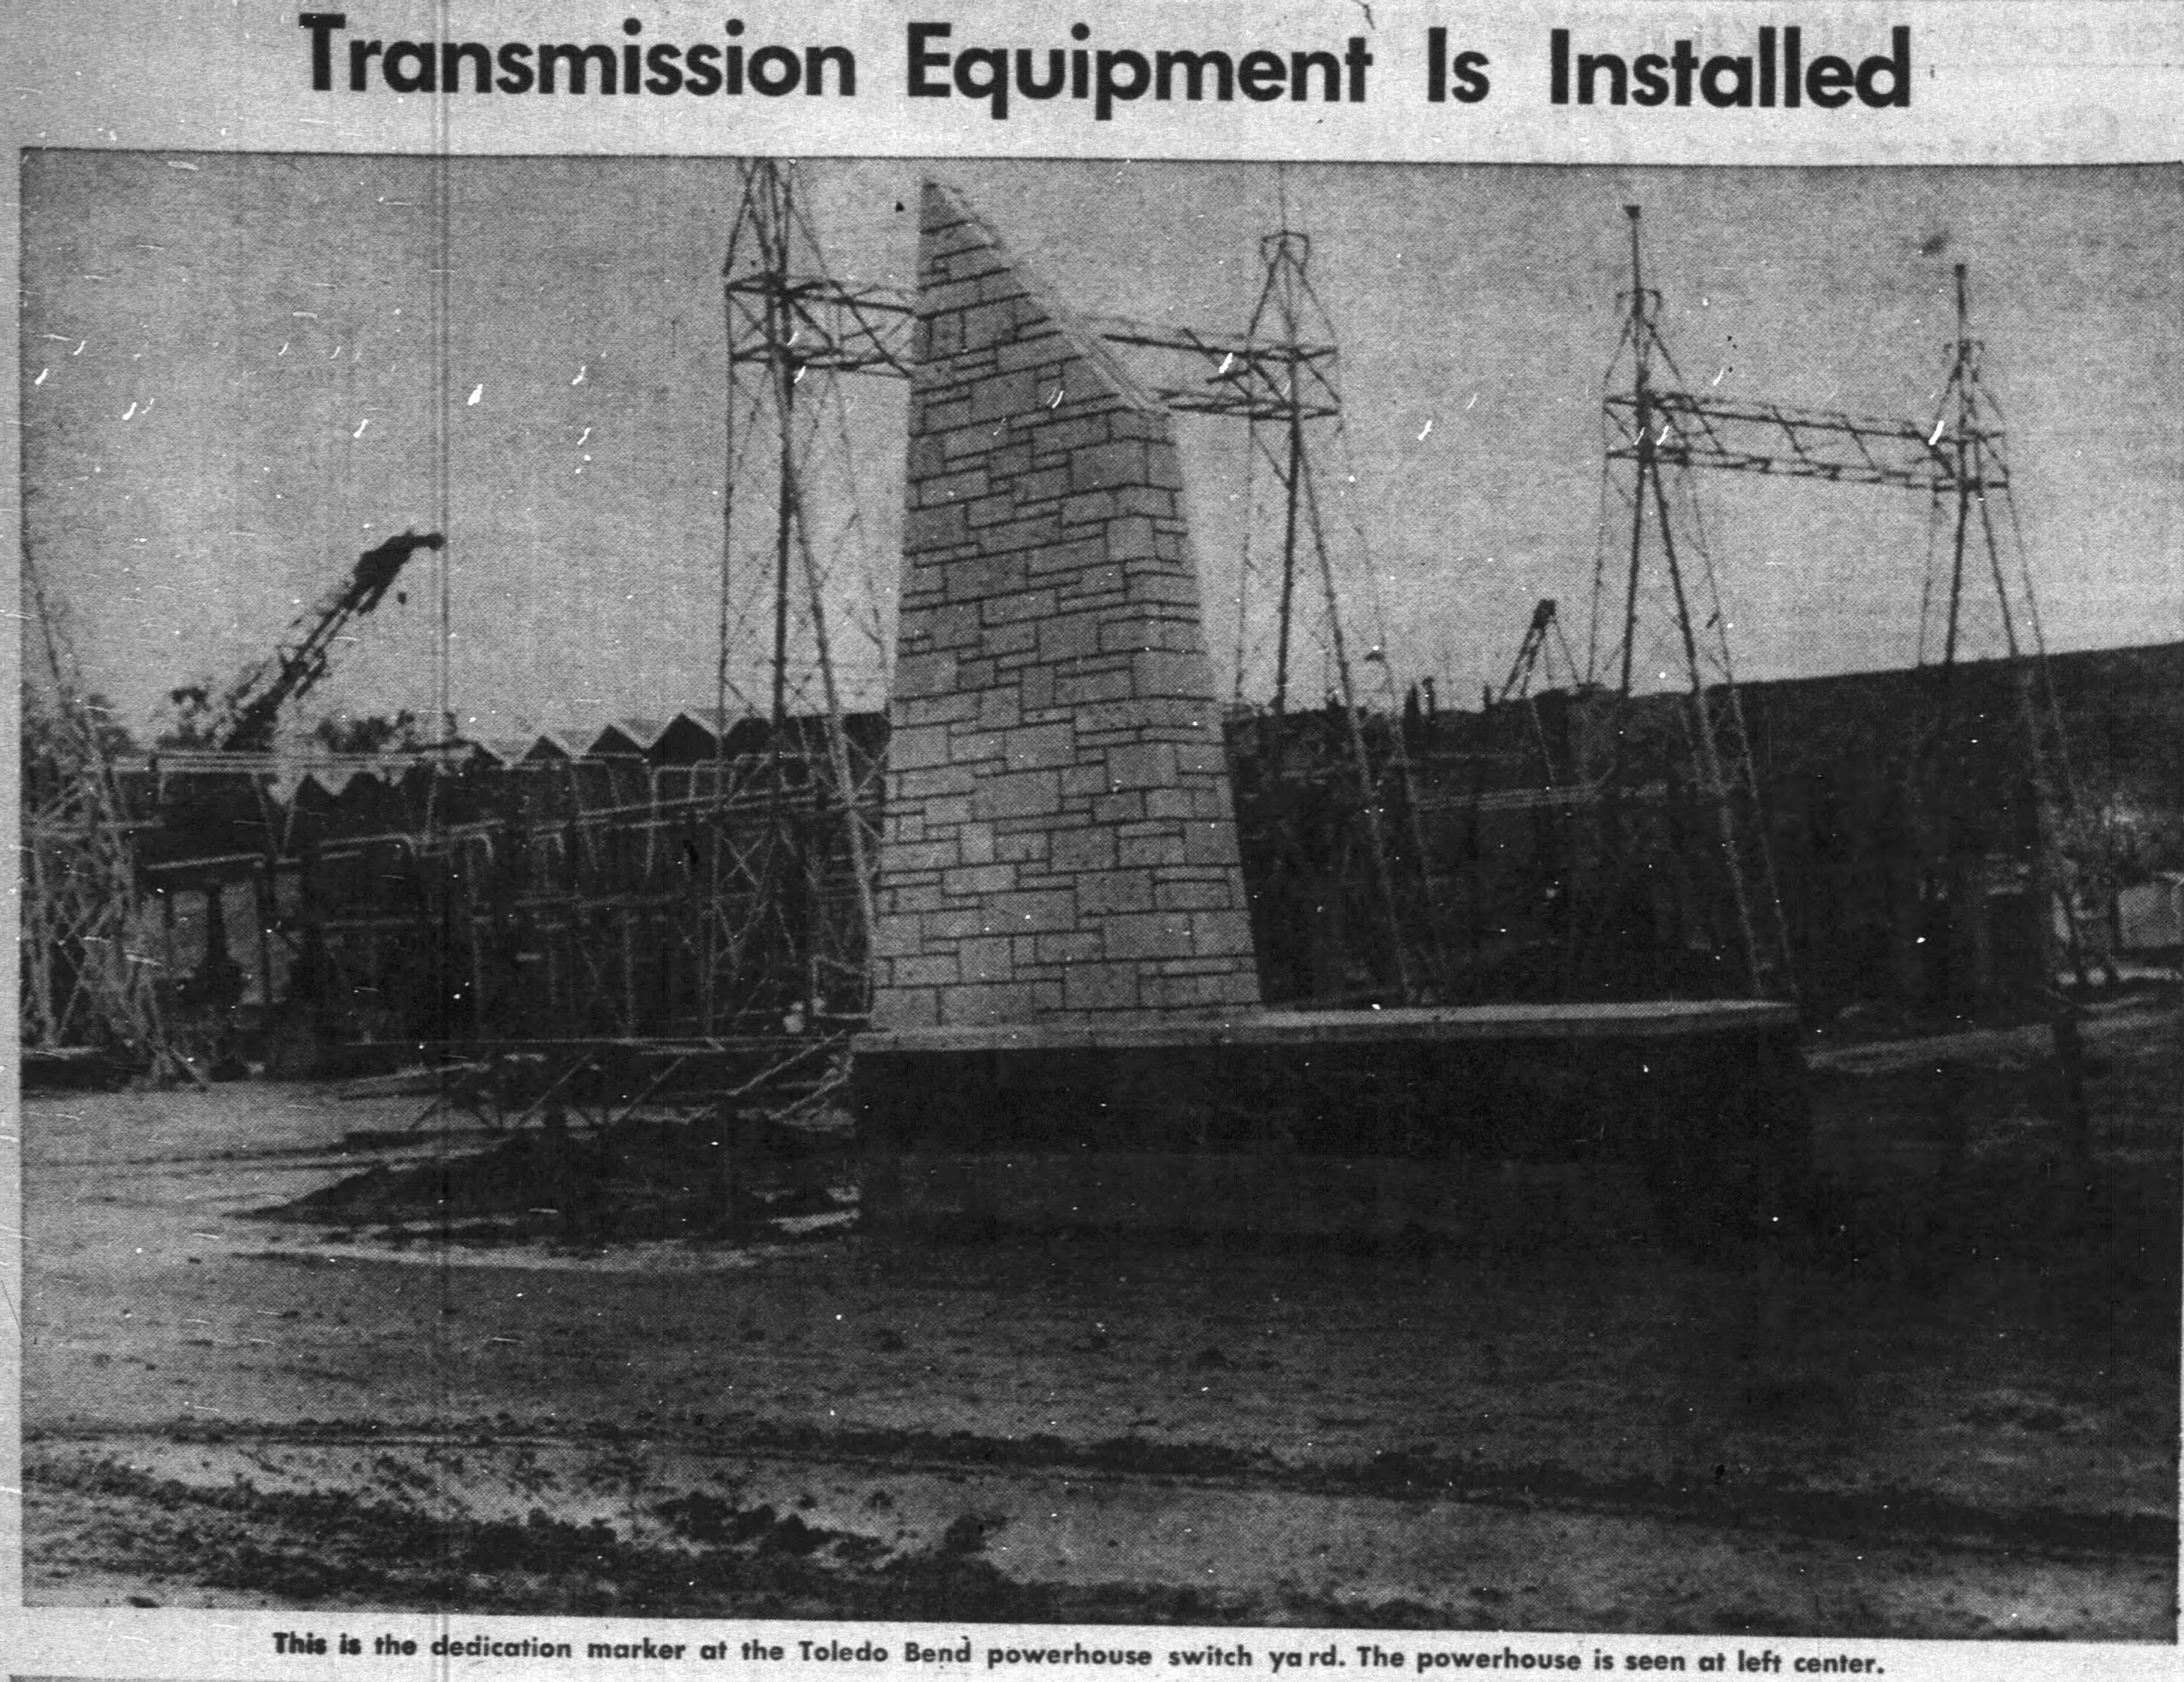 Transmission Equipment Is Installed
This is the dedication marker at the Toledo Bend powerhouse switch yard. The powerhouse is seen at left center.